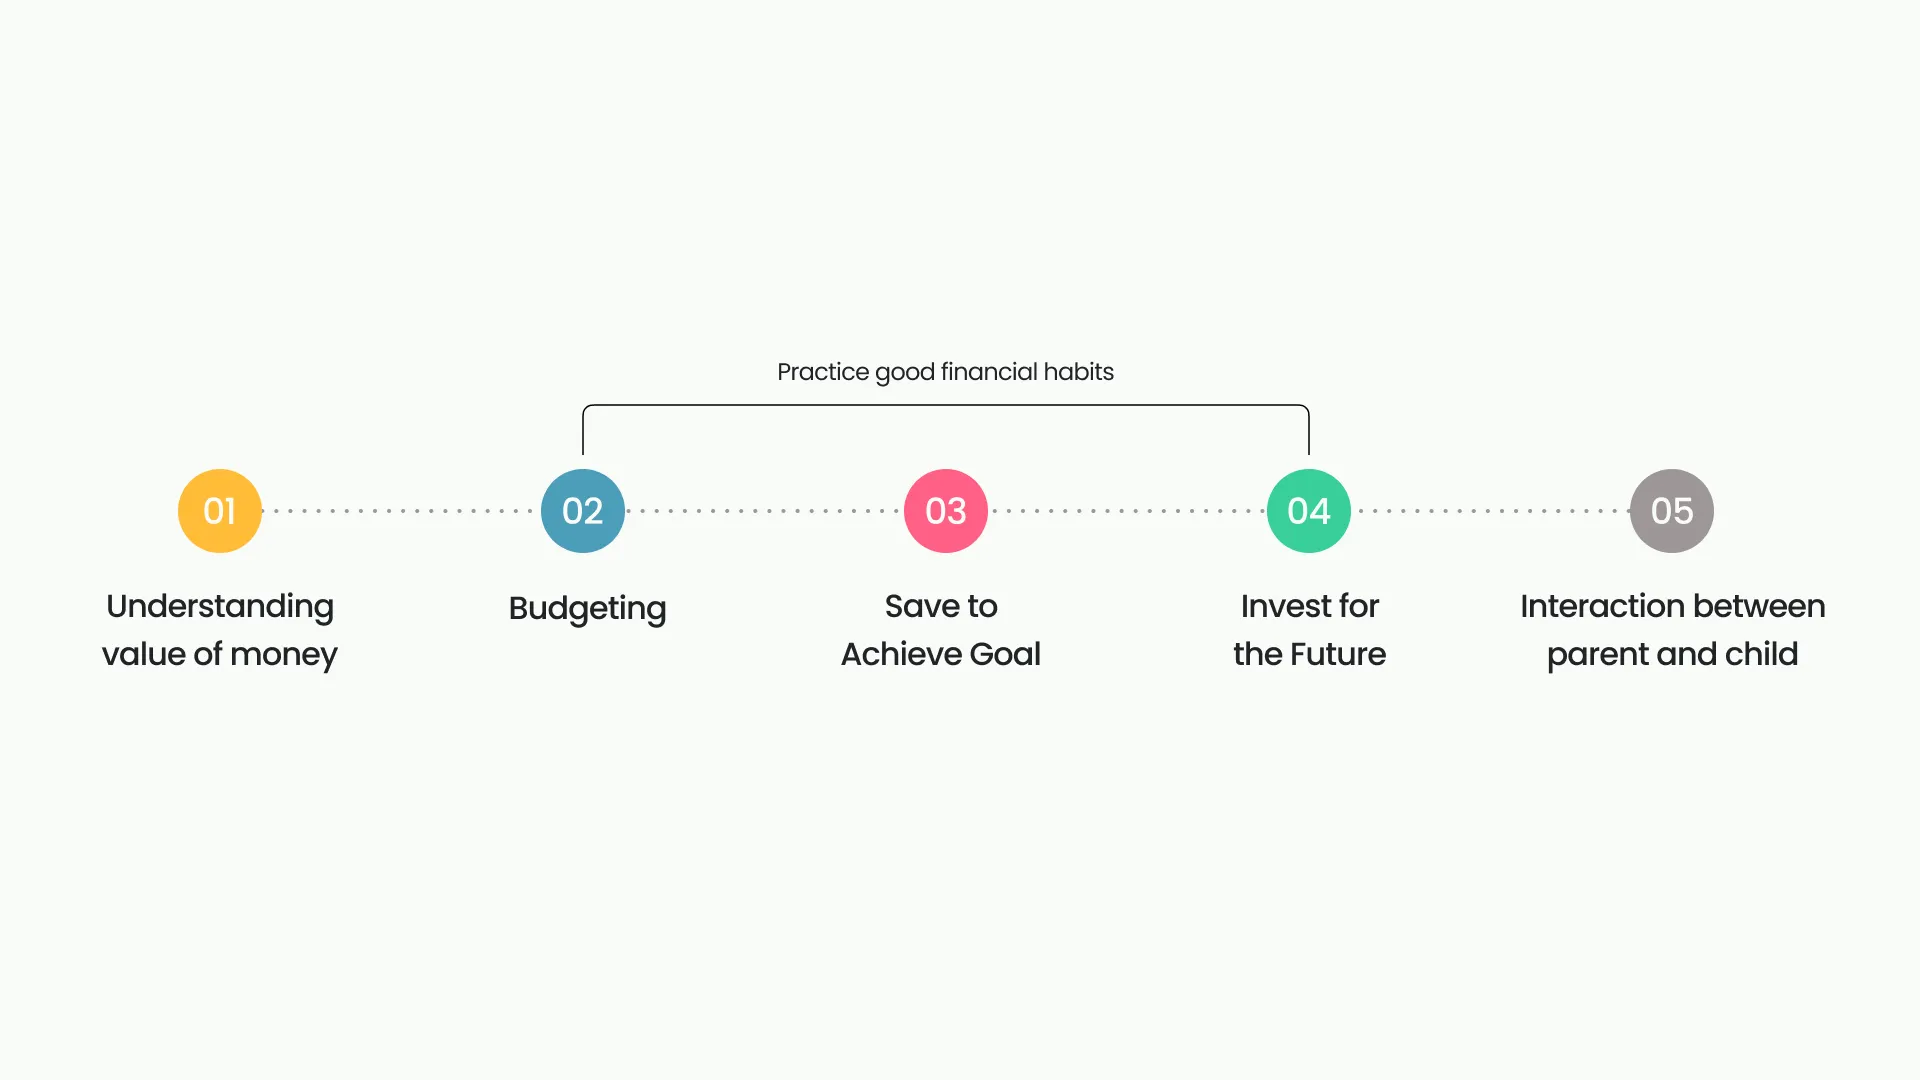 Practice good financial habits
01
02
03
04
05
Understanding
value of money
Budgeting
Save to
Achieve Goal
Invest for
the Future
Interaction between
parent and child